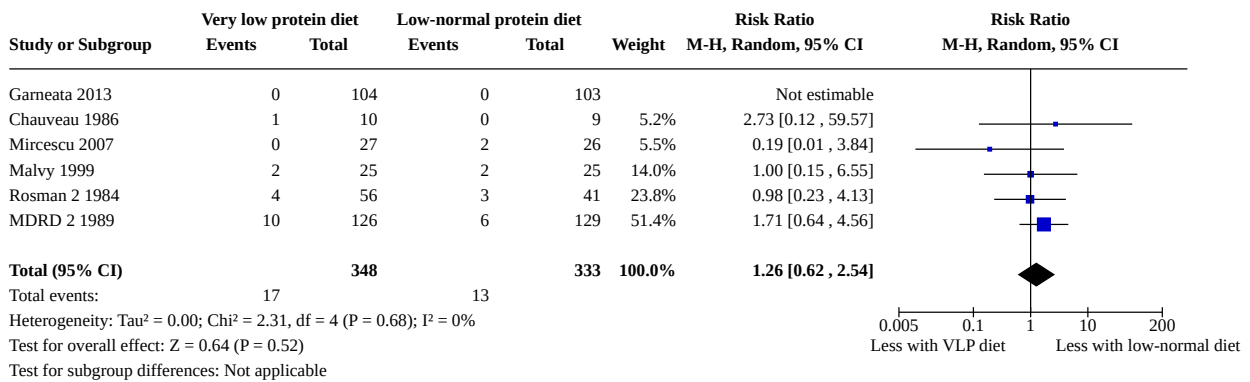 Very low protein diet Low-normal protein diet Risk Ratio Risk Ratio
Study or Subgroup Events Total Events Total Weight M-H, Random, 95% CI M-H, Random, 95% CI
Garneata 2013 0 104 0 103 Not estimable
Chauveau 1986 1 10 0 9 5.2% 2.73 [0.12 , 59.57]
Mircescu 2007 0 27 2 26 5.5% 0.19 [0.01 , 3.84]
Malvy 1999 2 25 2 25 14.0% 1.00 [0.15 , 6.55]
Rosman 2 1984 4 56 3 41 23.8% 0.98 [0.23 , 4.13]
MDRD 2 1989 10 126 6 129 51.4% 1.71 [0.64 , 4.56]
Total (95% CI) 348 333 100.0% 1.26 [0.62 , 2.54]
Total events: 17 13
Heterogeneity: Tau² = 0.00; Chi² = 2.31, df = 4 (P = 0.68); I² = 0%
0.005 0.1 1 10 200
Test for overall effect: Z = 0.64 (P = 0.52)
Less with VLP diet Less with low-normal diet
Test for subgroup differences: Not applicable